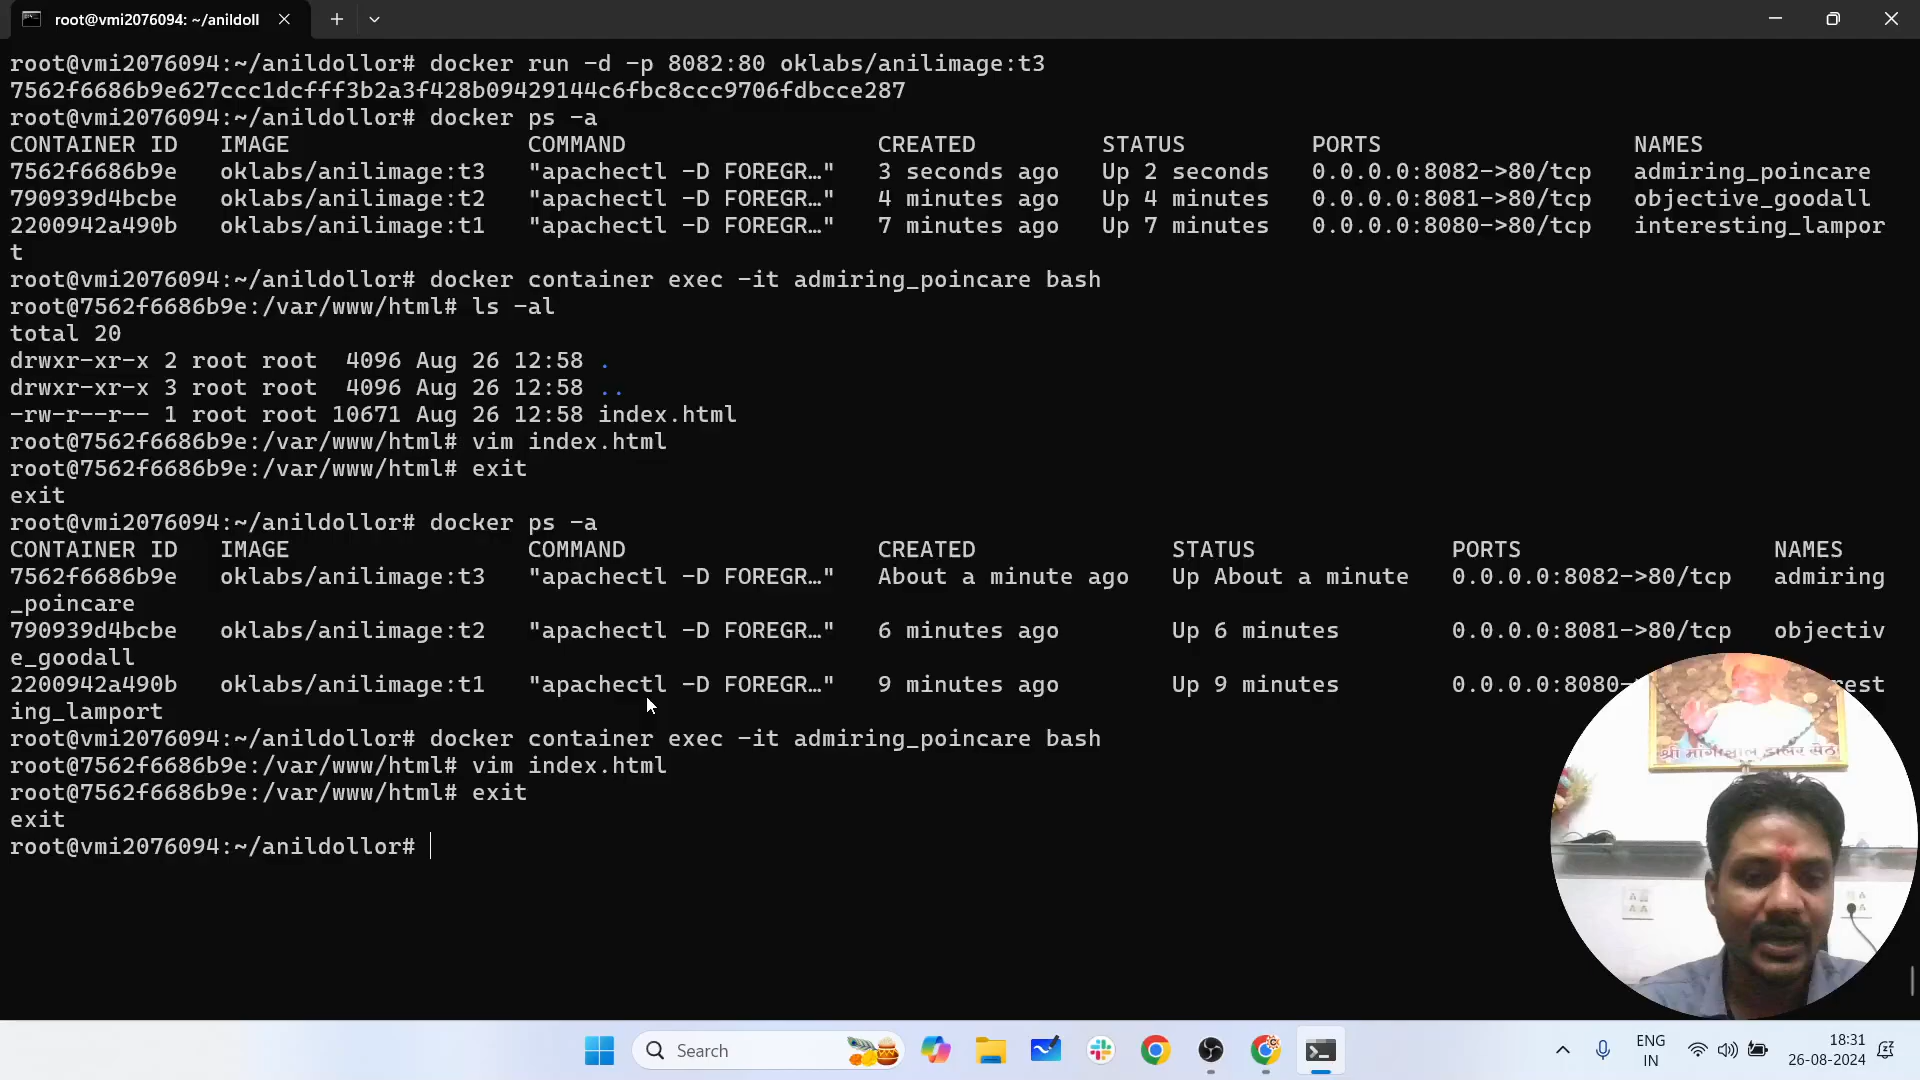 root@vmi2076094: ~/anildoll
root@vmi2076094:~/anildollor# docker run -d -p 8082:80 oklabs/anilimage:t3
7562f6686b9e627ccc1dcfff3b2a3f428b09429144c6fbc8ccc9706fdbcce287
root@vmi2076094:~/anildollor# docker ps -a
CONTAINER ID   IMAGE                 COMMAND                  CREATED         STATUS         PORTS                  NAMES
7562f6686b9e   oklabs/anilimage:t3   "apachectl -D FOREGR…"   3 seconds ago   Up 2 seconds   0.0.0.0:8082->80/tcp   admiring_poincare
790939d4bcbe   oklabs/anilimage:t2   "apachectl -D FOREGR…"   4 minutes ago   Up 4 minutes   0.0.0.0:8081->80/tcp   objective_goodall
2200942a490b   oklabs/anilimage:t1   "apachectl -D FOREGR…"   7 minutes ago   Up 7 minutes   0.0.0.0:8080->80/tcp   interesting_lampor
t
root@vmi2076094:~/anildollor# docker container exec -it admiring_poincare bash
root@7562f6686b9e:/var/www/html# ls -al
total 20
drwxr-xr-x 2 root root  4096 Aug 26 12:58 .
drwxr-xr-x 3 root root  4096 Aug 26 12:58 ..
-rw-r--r-- 1 root root 10671 Aug 26 12:58 index.html
root@7562f6686b9e:/var/www/html# vim index.html
root@7562f6686b9e:/var/www/html# exit
exit
root@vmi2076094:~/anildollor# docker ps -a
CONTAINER ID   IMAGE                 COMMAND                  CREATED              STATUS              PORTS                  NAMES
7562f6686b9e   oklabs/anilimage:t3   "apachectl -D FOREGR…"   About a minute ago   Up About a minute   0.0.0.0:8082->80/tcp   admiring
_poincare
790939d4bcbe   oklabs/anilimage:t2   "apachectl -D FOREGR…"   6 minutes ago        Up 6 minutes        0.0.0.0:8081->80/tcp   objectiv
e_goodall
2200942a490b   oklabs/anilimage:t1   "apachectl -D FOREGR…"   9 minutes ago        Up 9 minutes        0.0.0.0:8080- est
ing_lamport
root@vmi2076094:~/anildollor# docker container exec -it admiring_poincare bash
root@7562f6686b9e:/var/www/html# vim index.html
root@7562f6686b9e:/var/www/html# exit
exit
root@vmi2076094:~/anildollor#
श्री मांगीलाल डालर सेठ
Search
ENG
IN
18:31
26-08-2024